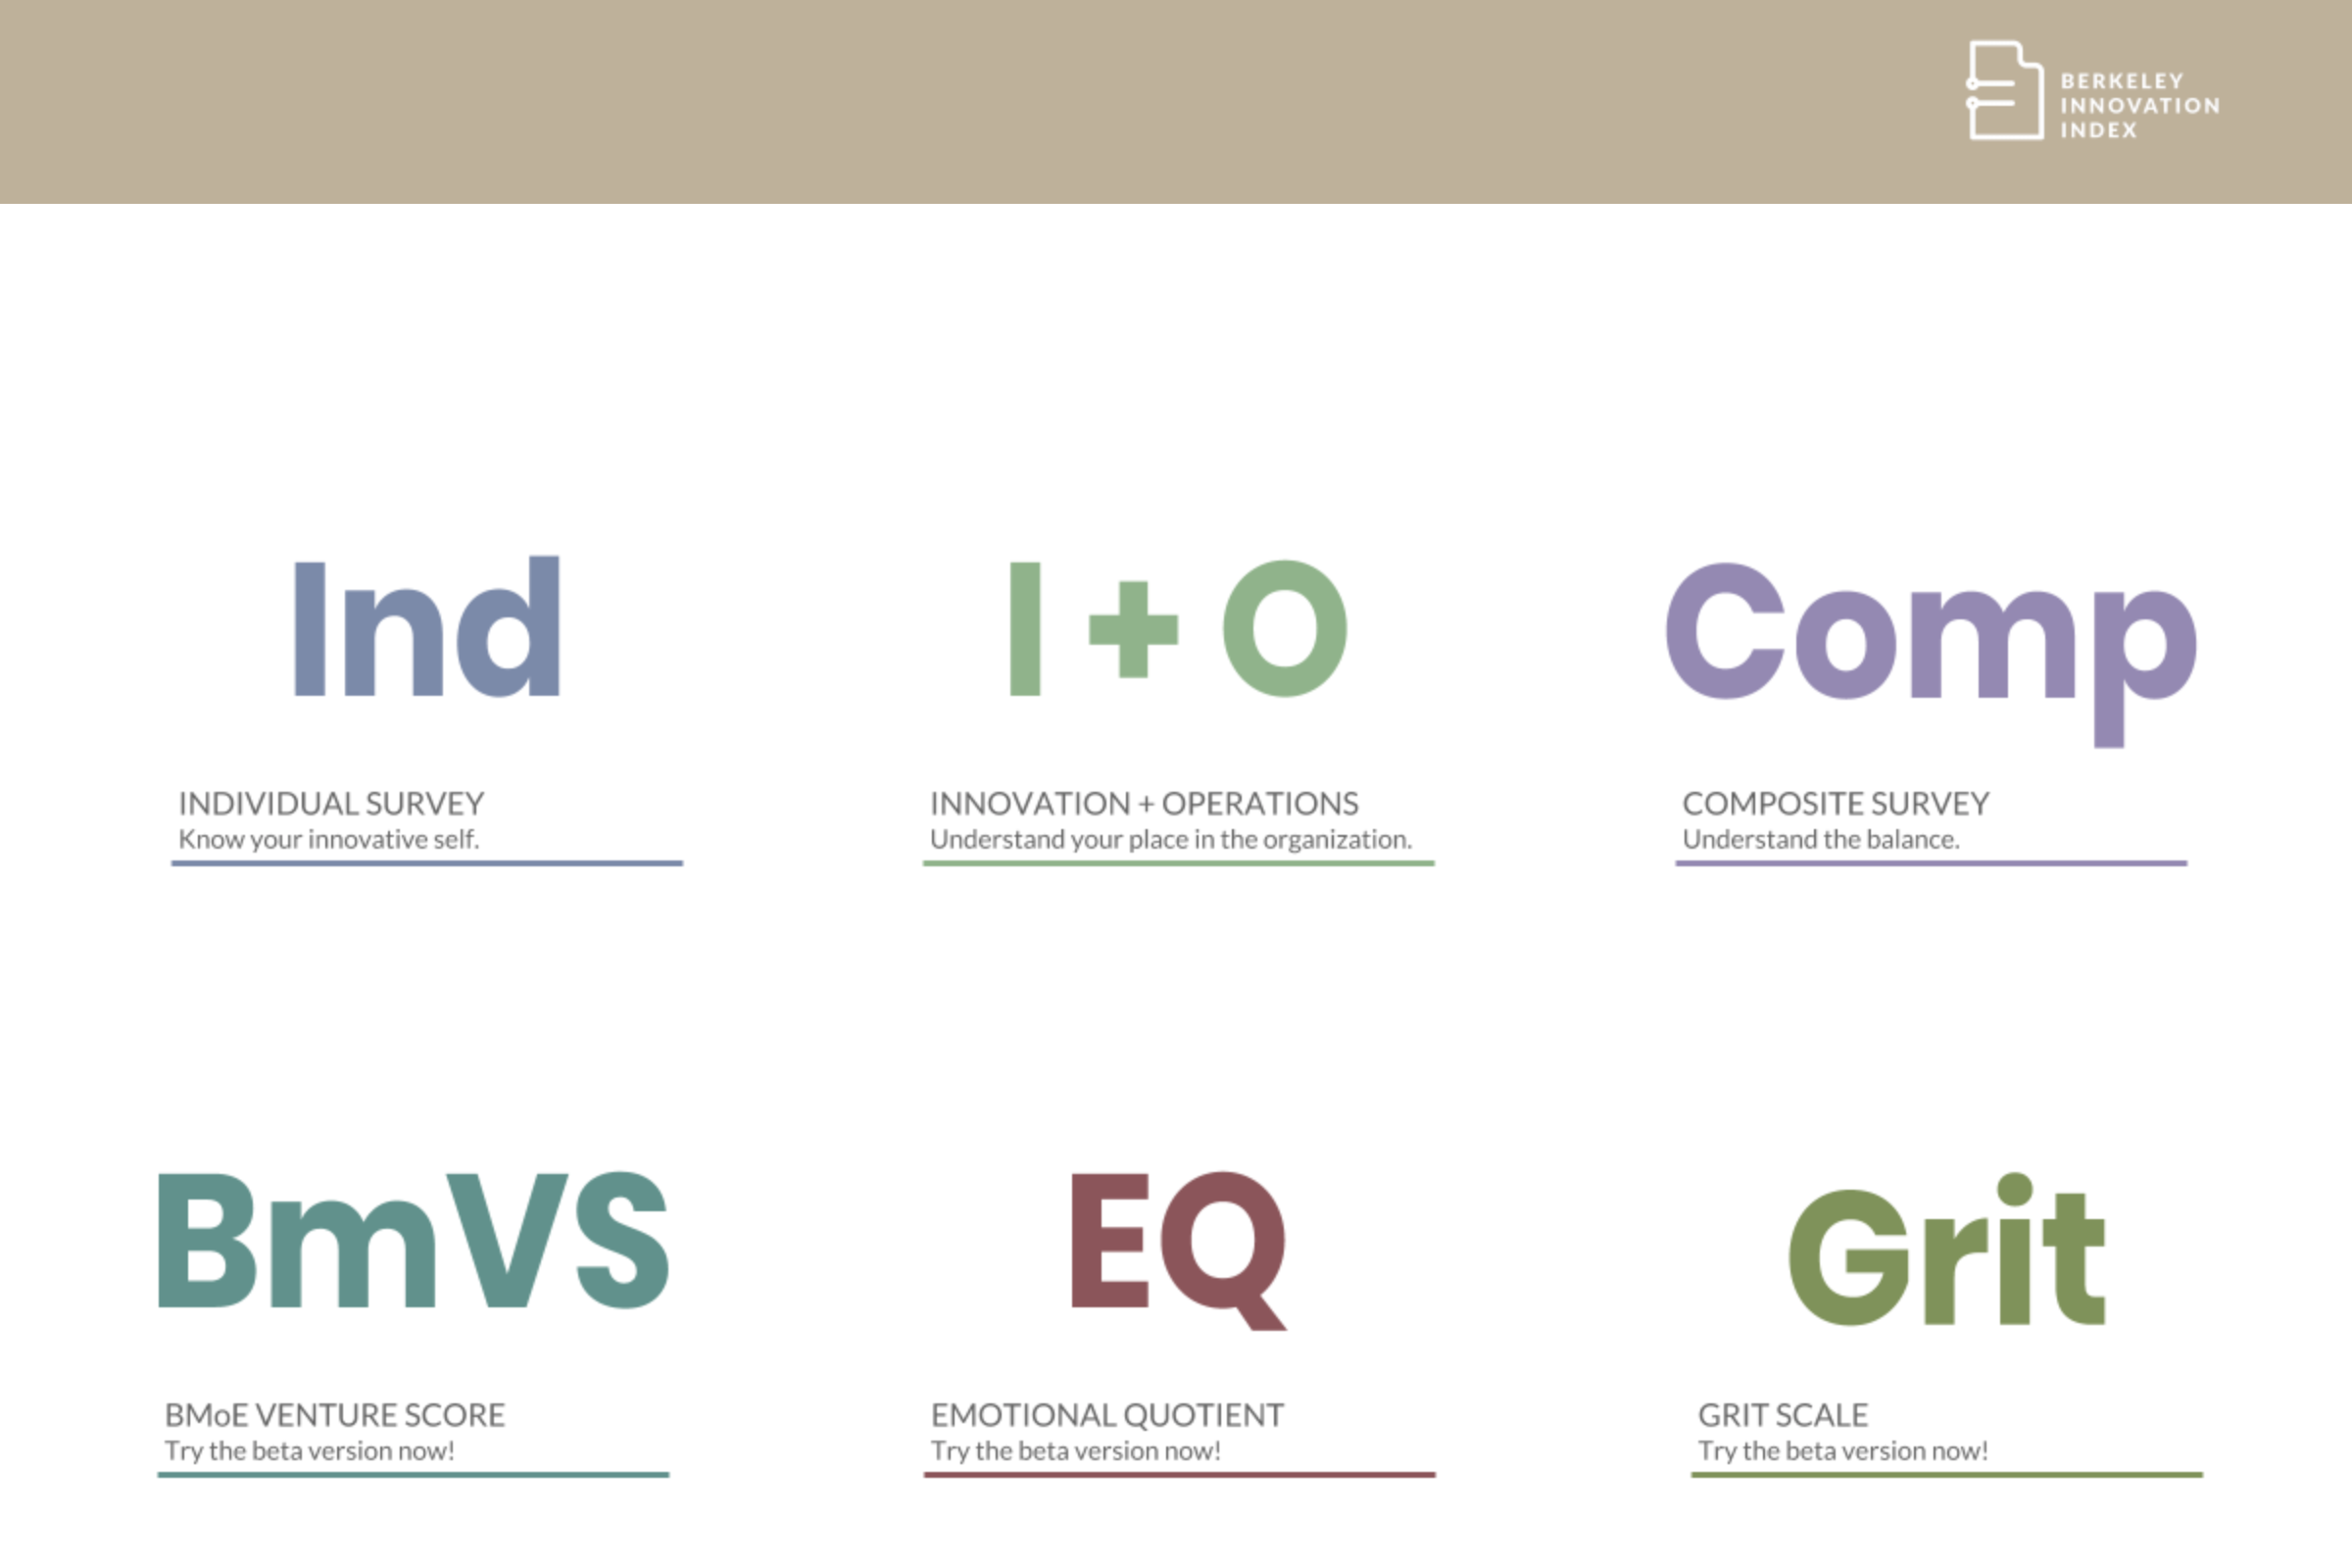 BERKELEY
INNOVATION
INDEX
Ind
INDIVIDUAL SURVEY
Know your innovative self.
I + O
INNOVATION + OPERATIONS
Understand your place in the organization.
Comp
COMPOSITE SURVEY
Understand the balance.
BmVS
BMoE VENTURE SCORE
Try the beta version now!
EQ
EMOTIONAL QUOTIENT
Try the beta version now!
Grit
GRIT SCALE
Try the beta version now!